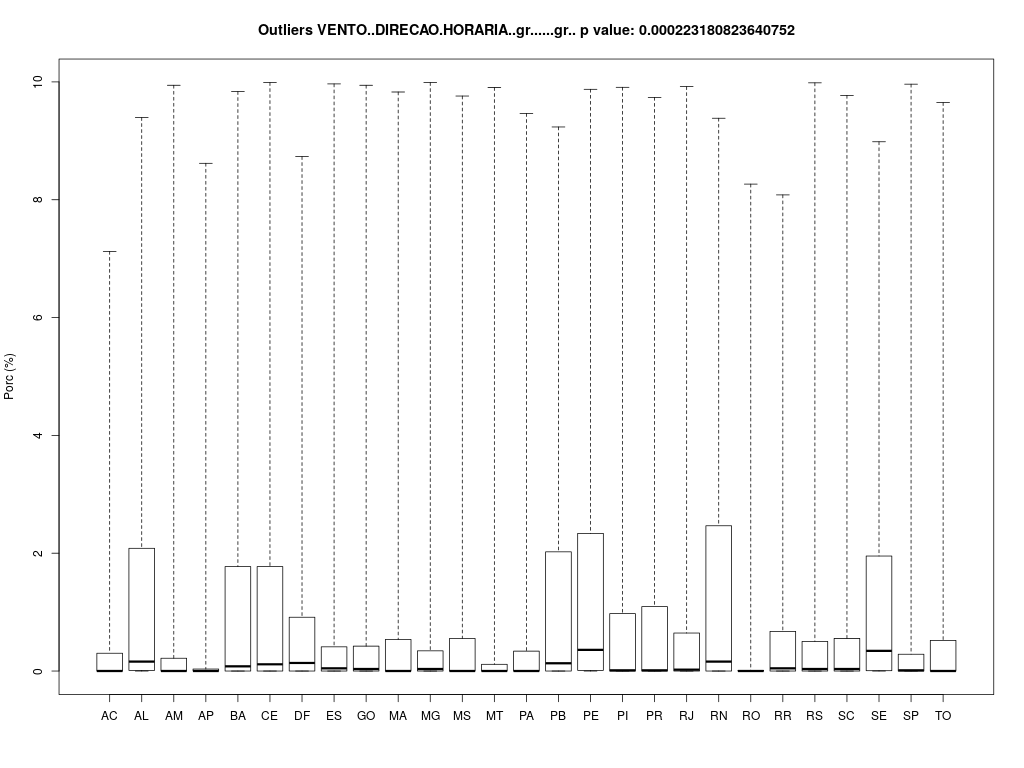 Outliers VENTO..DIRECAO.HORARIA..gr......gr.. p value: 0.000223180823640752
10
8
6
4
2
0
Porc (%)
AC AL AM AP BA CE DF ES GO MA MG MS MT PA PB PE PI PR RJ RN RO RR RS SC SE SP TO